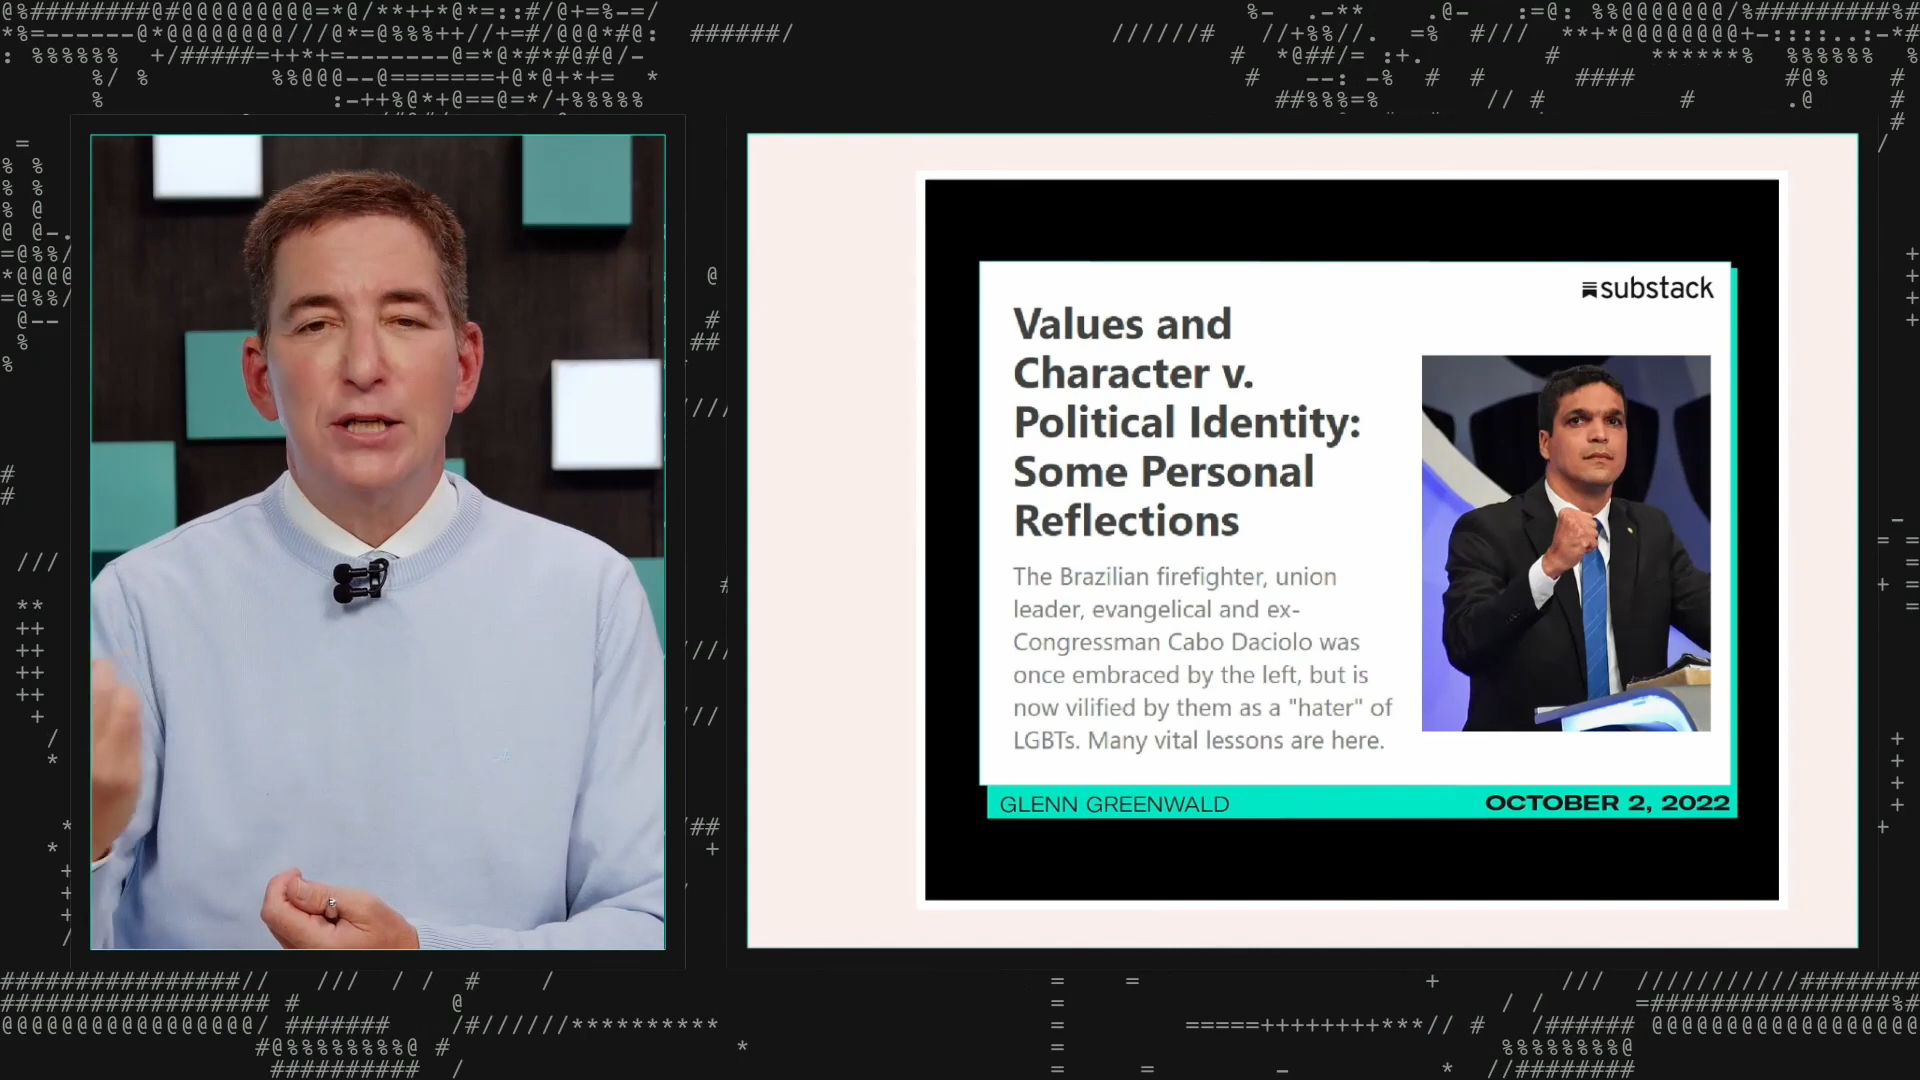 substack
Values and
Character v.
Political Identity:
Some Personal
Reflections
The Brazilian firefighter, union
leader, evangelical and ex-
Congressman Cabo Daciolo was
once embraced by the left, but is
now vilified by them as a "hater" of
LGBTs. Many vital lessons are here.
GLENN GREENWALD
OCTOBER 2, 2022